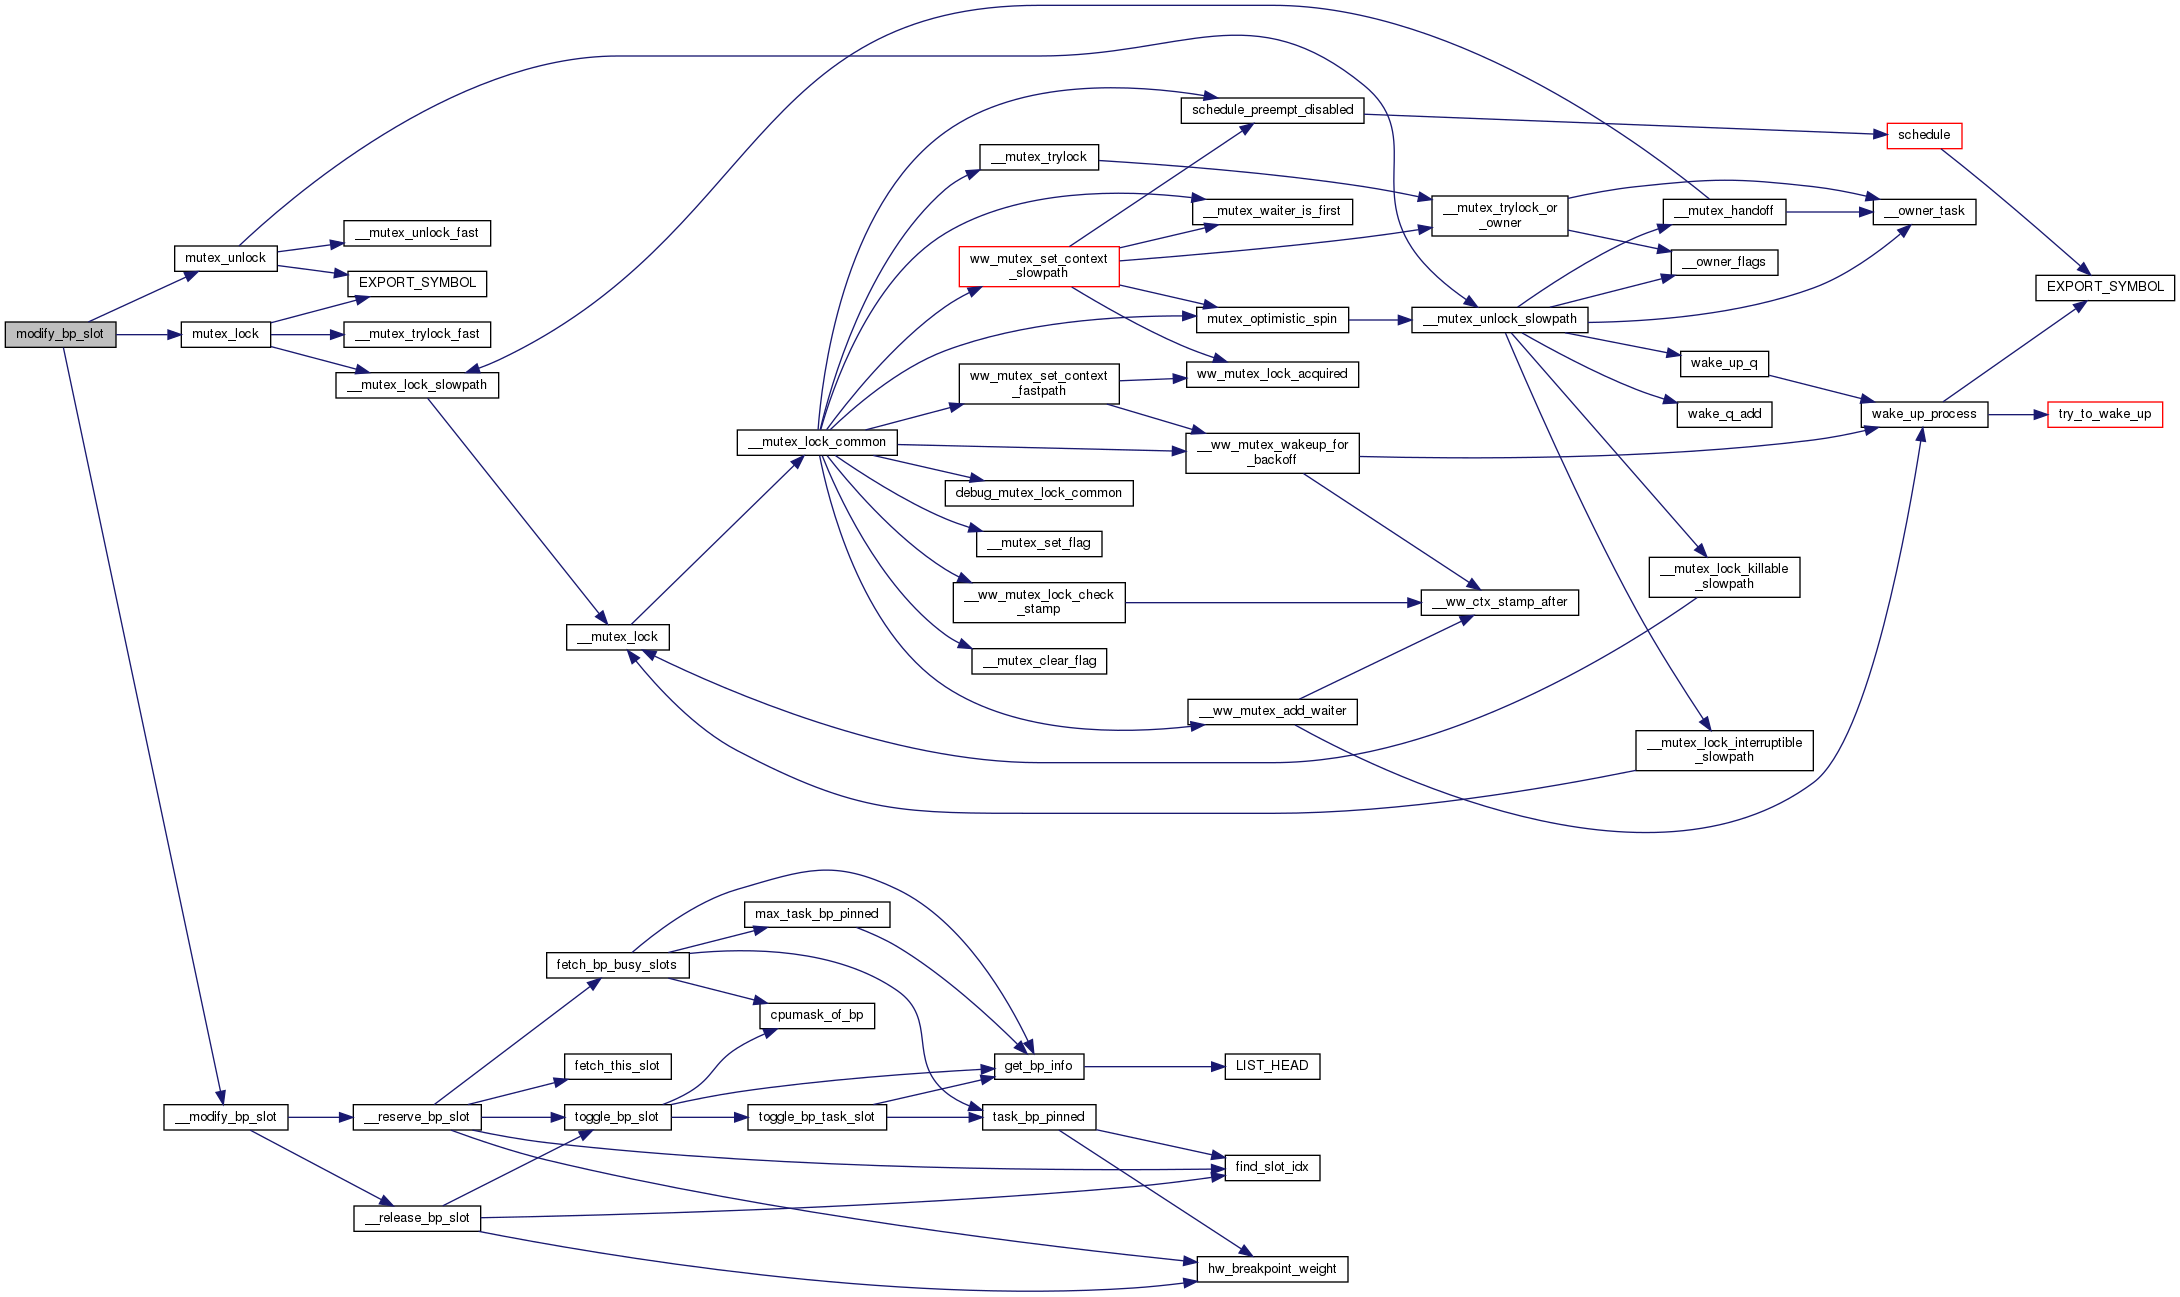 schedule_preempt_disabled
schedule
__mutex_trylock
__mutex_waiter_is_first
__mutex_trylock_or
_owner
__mutex_handoff
__owner_task
__mutex_unlock_fast
mutex_unlock
ww_mutex_set_context
_slowpath
__owner_flags
EXPORT_SYMBOL
EXPORT_SYMBOL
modify_bp_slot
mutex_lock
__mutex_trylock_fast
mutex_optimistic_spin
__mutex_unlock_slowpath
wake_up_q
__mutex_lock_slowpath
ww_mutex_set_context
_fastpath
ww_mutex_lock_acquired
wake_q_add
wake_up_process
try_to_wake_up
__mutex_lock_common
__ww_mutex_wakeup_for
_backoff
debug_mutex_lock_common
__mutex_set_flag
__mutex_lock_killable
_slowpath
__ww_mutex_lock_check
_stamp
__ww_ctx_stamp_after
__mutex_lock
__mutex_clear_flag
__ww_mutex_add_waiter
__mutex_lock_interruptible
_slowpath
max_task_bp_pinned
fetch_bp_busy_slots
cpumask_of_bp
fetch_this_slot
get_bp_info
LIST_HEAD
__modify_bp_slot
__reserve_bp_slot
toggle_bp_slot
toggle_bp_task_slot
task_bp_pinned
find_slot_idx
__release_bp_slot
hw_breakpoint_weight